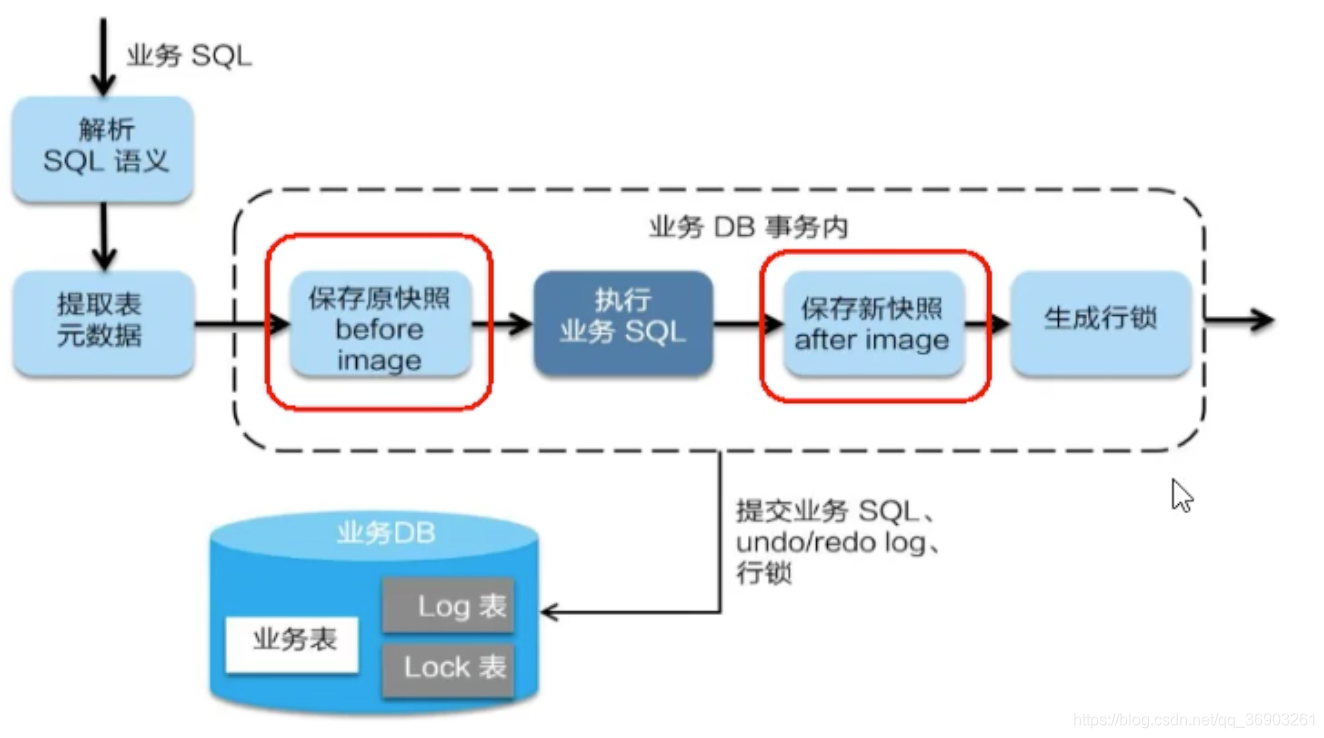 业务 SQL
解析
SQL 语义
提取表
元数据
业务 DB 事务内
保存原快照
before
image
执行
业务 SQL
保存新快照
after image
生成行锁
提交业务 SQL、
undo/redo log、
行锁
业务DB
业务表
Log 表
Lock 表
https://blog.csdn.net/qq_36903261